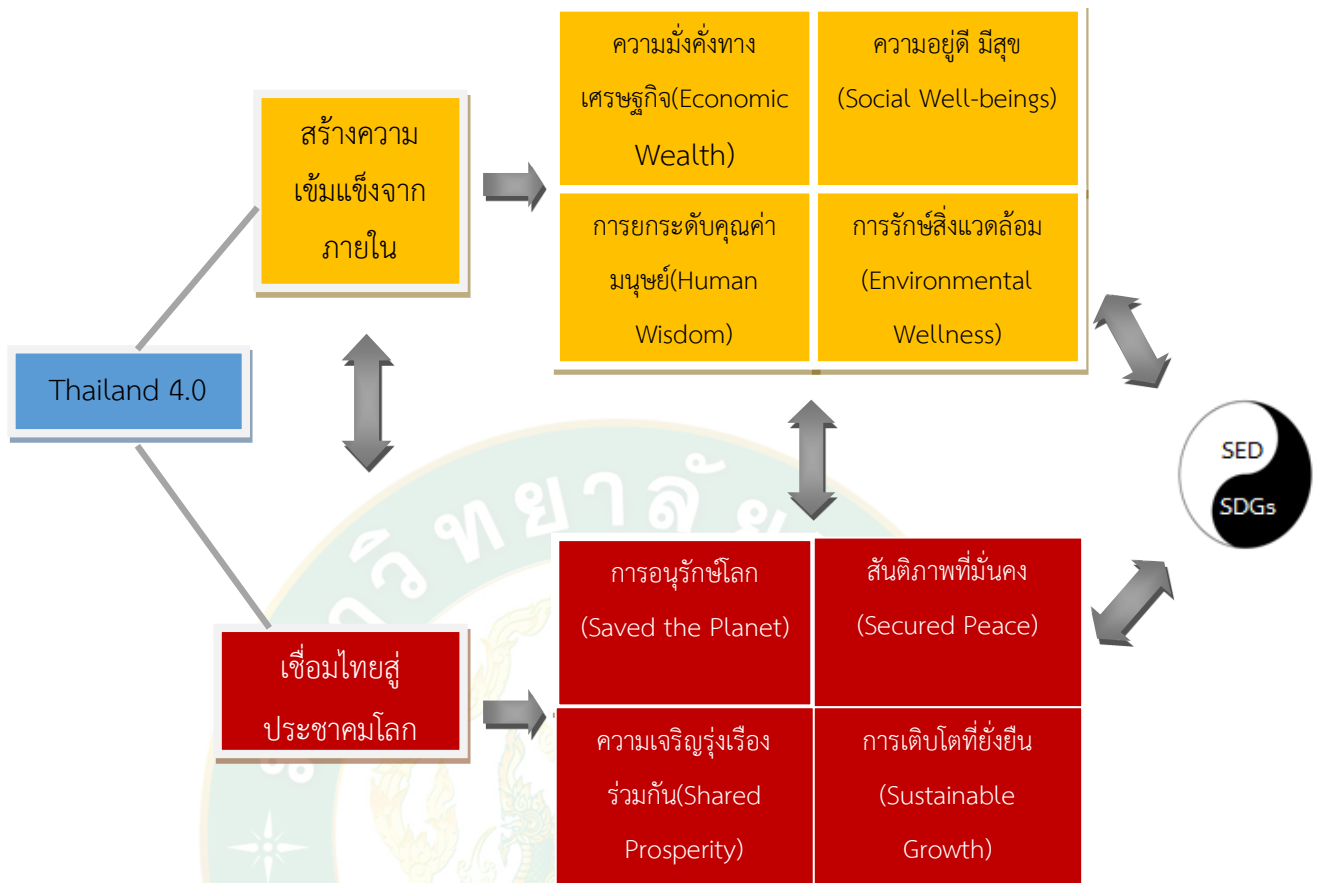 ความมั่งคั่งทาง
เศรษฐกิจ(Economic
Wealth)
ความอยู่ดี มีสุข
(Social Well-beings)
สร้างความ
เข้มแข็งจาก
ภายใน
การยกระดับคุณค่า
มนุษย์(Human
Wisdom)
การรักษ์สิ่งแวดล้อม
(Environmental
Wellness)
Thailand 4.0
SED
SDGs
การอนุรักษ์โลก
(Saved the Planet)
สันติภาพที่มั่นคง
(Secured Peace)
เชื่อมไทยสู่
ประชาคมโลก
ความเจริญรุ่งเรือง
ร่วมกัน(Shared
Prosperity)
การเติบโตที่ยั่งยืน
(Sustainable
Growth)